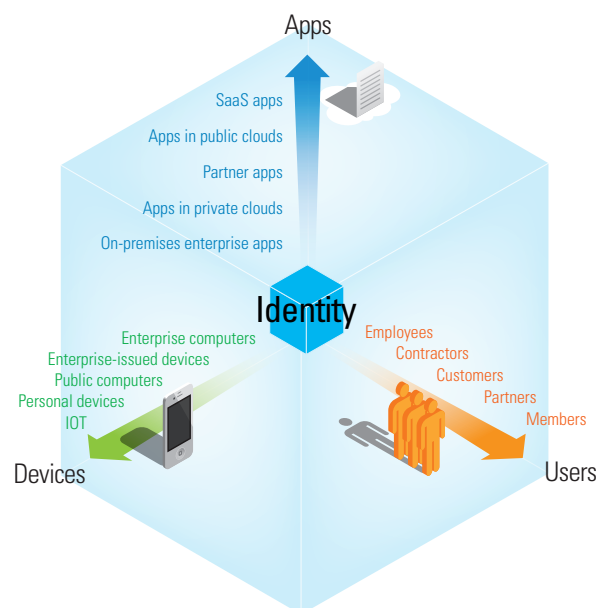 Apps
SaaS apps
Apps in public clouds
Partner apps
Apps in private clouds
On-premises enterprise apps
Identity
Enterprise computers
Enterprise-issued devices
Public computers
Personal devices
IOT
Devices
Employees
Contractors
Customers
Partners
Members
Users